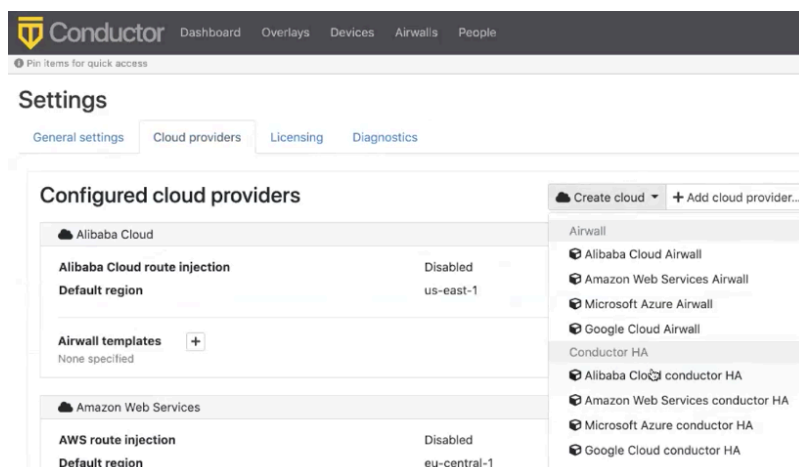 Conductor Dashboard Overlays Devices Airwalls People
Pin items for quick access
Settings
General settings Cloud providers Licensing Diagnostics
Configured cloud providers
Create cloud + Add cloud provider...
Alibaba Cloud
Alibaba Cloud route injection Disabled
Default region us-east-1
Airwall templates +
None specified
Amazon Web Services
AWS route injection Disabled
Default region eu-central-1
Airwall
Alibaba Cloud Airwall
Amazon Web Services Airwall
Microsoft Azure Airwall
Google Cloud Airwall
Conductor HA
Alibaba Cloud conductor HA
Amazon Web Services conductor HA
Microsoft Azure conductor HA
Google Cloud conductor HA